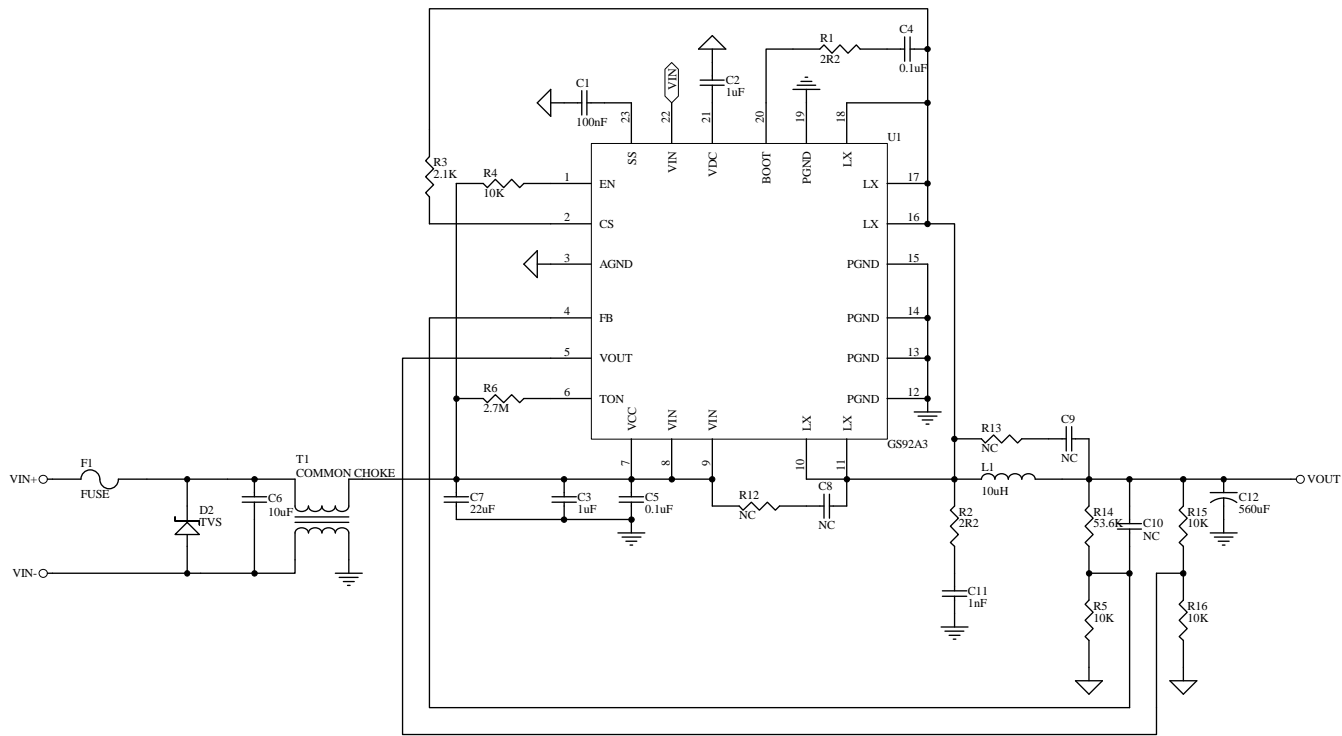 C4
0.1uF
R1
2R2
C2
1uF
VIN
C1
100nF
23
22
21
20
19
18
SS
VIN
VDC
BOOT
PGND
LX
U1
R3
2.1K
R4
10K
1
EN
LX
17
2
CS
LX
16
3
AGND
PGND
15
4
FB
PGND
14
5
VOUT
PGND
13
R6
2.7M
6
TON
PGND
12
VCC
VIN
VIN
LX
LX
GS92A3
7
8
9
10
11
R13
NC
C9
NC
VIN+
F1
FUSE
T1
COMMON CHOKE
L1
10uH
VOUT
D2
TVS
C6
10uF
C7
22uF
C3
1uF
C5
0.1uF
R12
NC
C8
NC
R2
2R2
R14
53.6K
C10
NC
R15
10K
C12
560uF
VIN-
C11
1nF
R5
10K
R16
10K